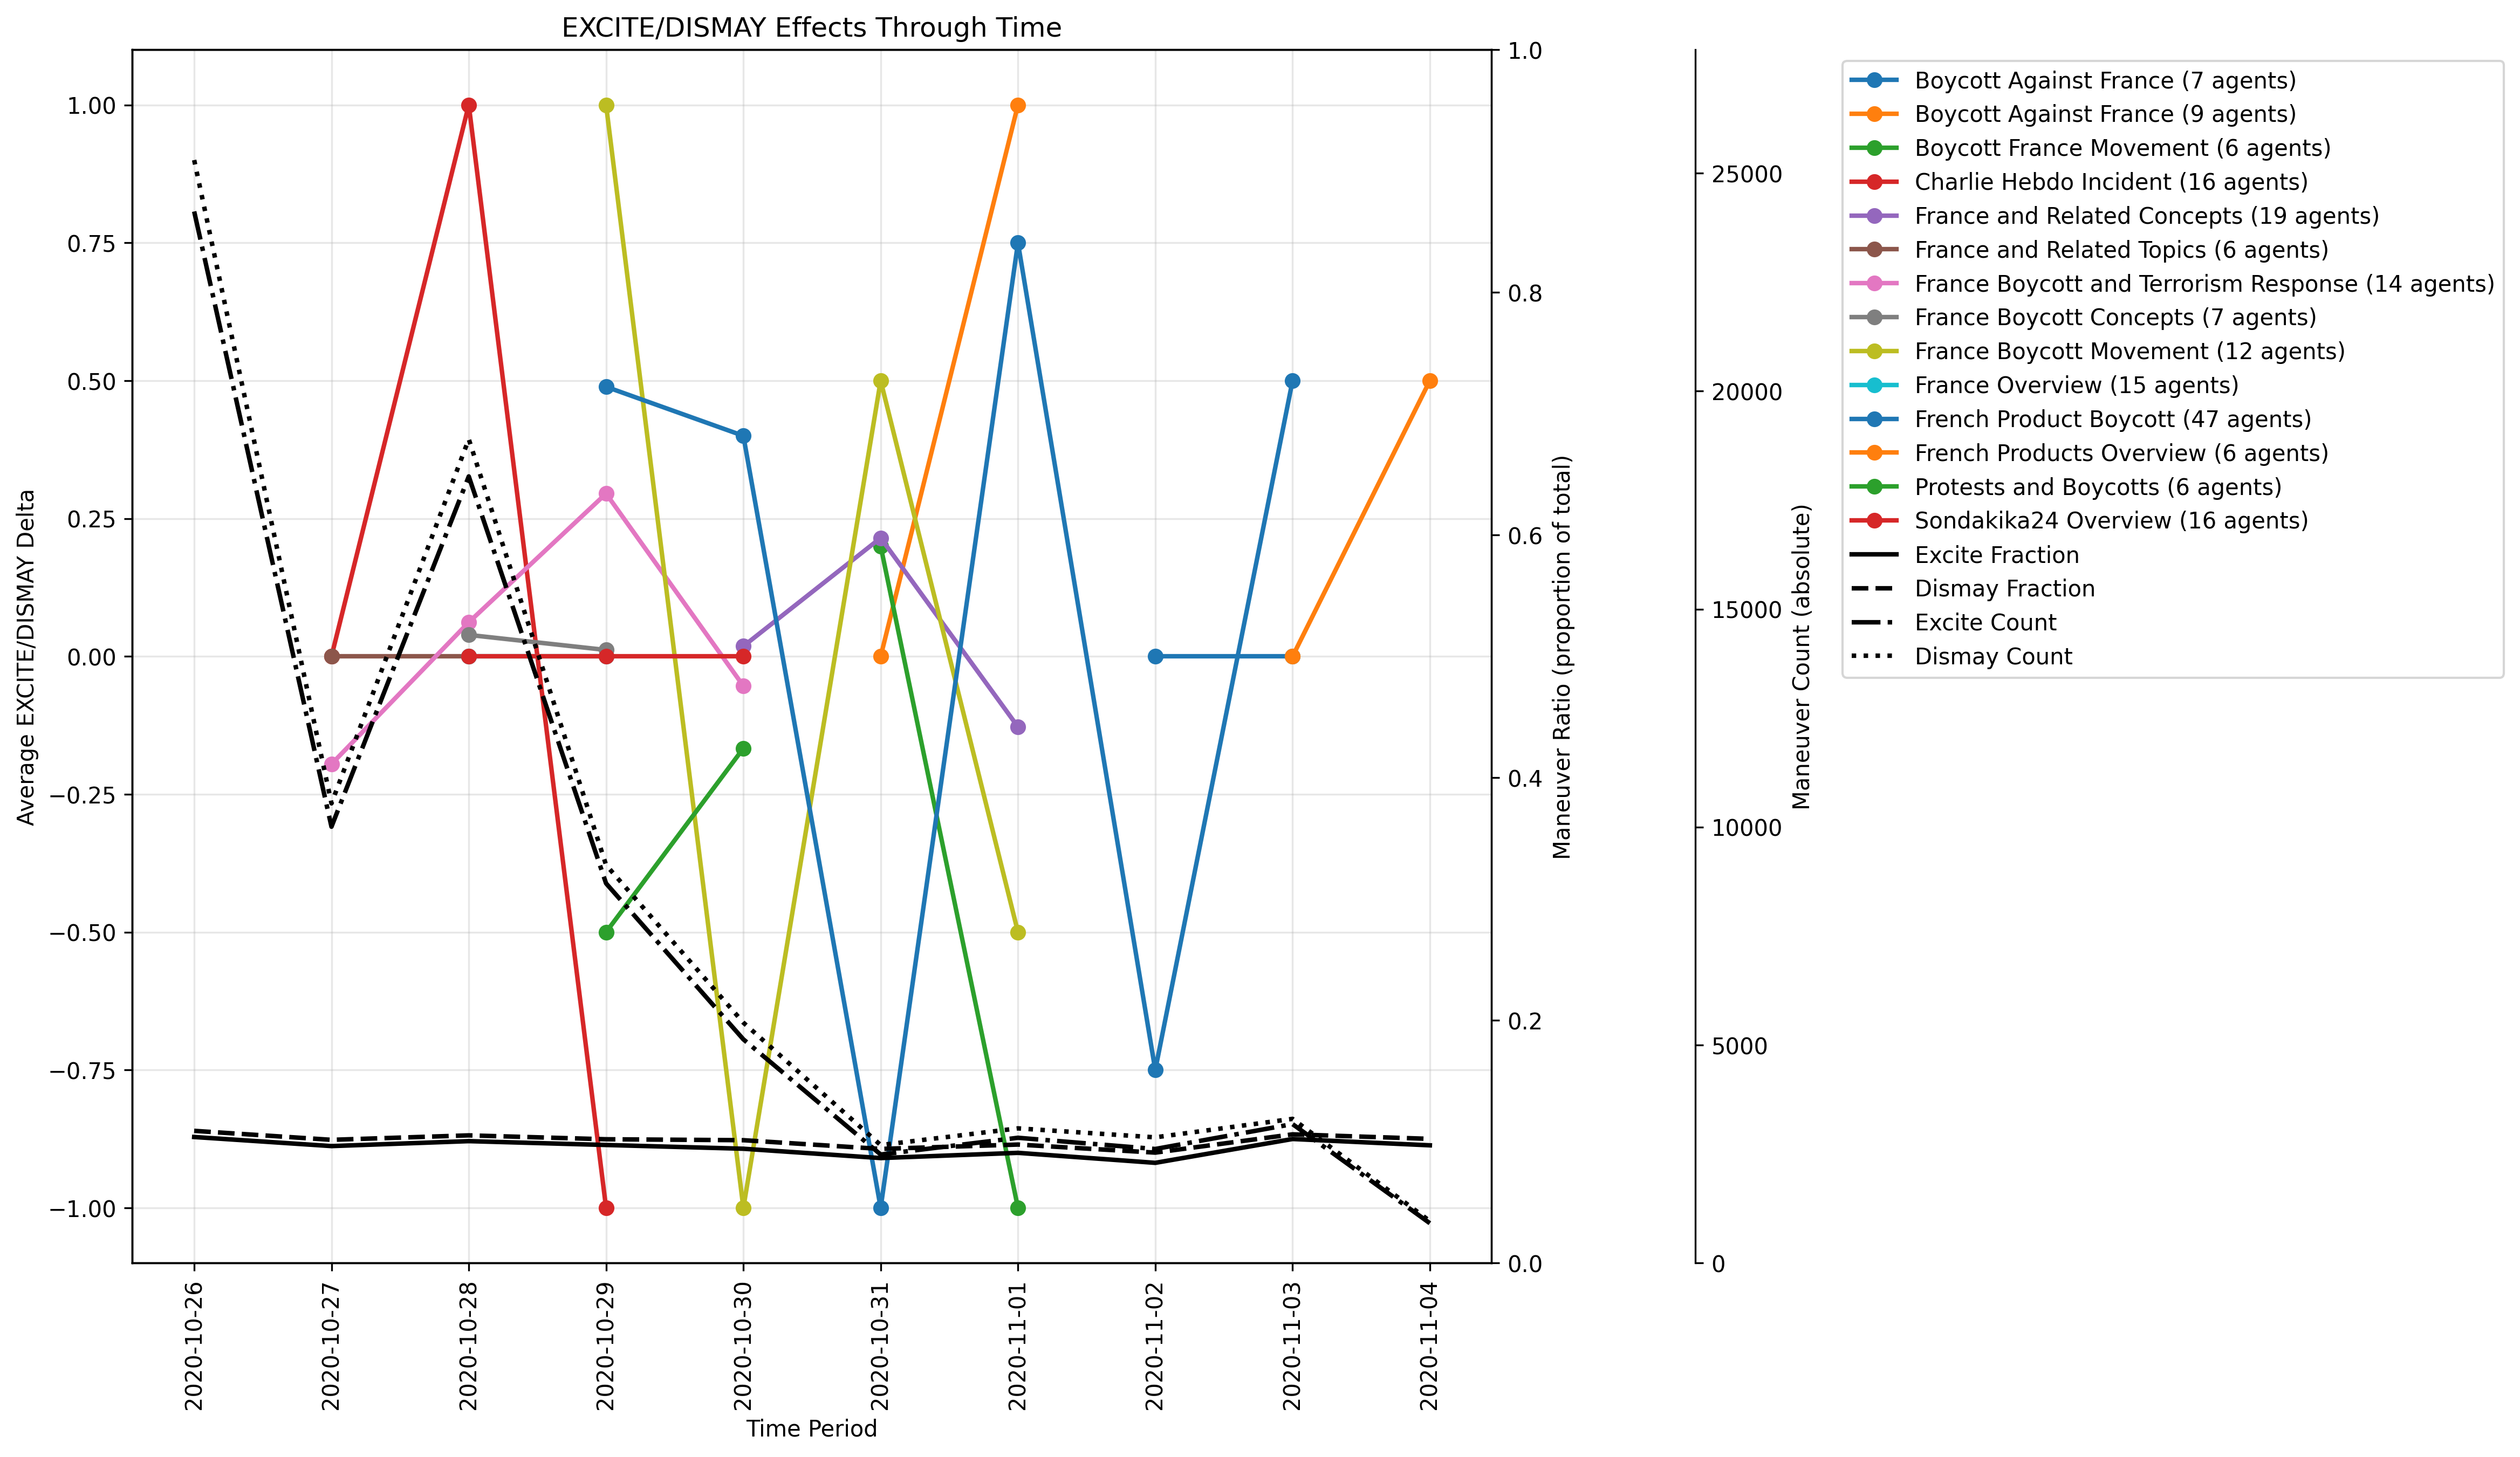 EXCITE/DISMAY Effects Through Time
Average EXCITE/DISMAY Delta
1.00
0.75
0.50
0.25
0.00
−0.25
−0.50
−0.75
−1.00
2020-10-26
2020-10-27
2020-10-28
2020-10-29
2020-10-30
2020-10-31
2020-11-01
2020-11-02
2020-11-03
2020-11-04
Time Period
1.0
0.8
0.6
0.4
0.2
0.0
Maneuver Ratio (proportion of total)
25000
20000
15000
10000
5000
0
Maneuver Count (absolute)
Boycott Against France (7 agents)
Boycott Against France (9 agents)
Boycott France Movement (6 agents)
Charlie Hebdo Incident (16 agents)
France and Related Concepts (19 agents)
France and Related Topics (6 agents)
France Boycott and Terrorism Response (14 agents)
France Boycott Concepts (7 agents)
France Boycott Movement (12 agents)
France Overview (15 agents)
French Product Boycott (47 agents)
French Products Overview (6 agents)
Protests and Boycotts (6 agents)
Sondakika24 Overview (16 agents)
Excite Fraction
Dismay Fraction
Excite Count
Dismay Count